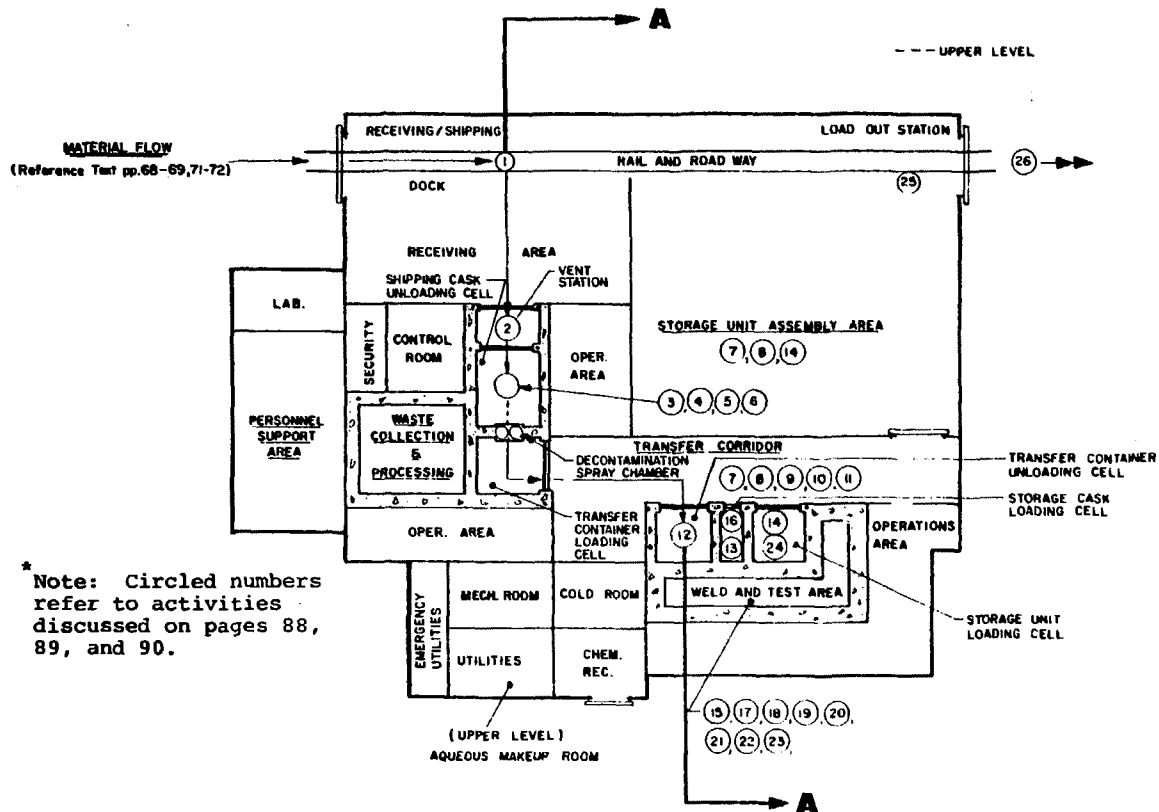 A
--- UPPER LEVEL
RECEIVING/SHIPPING
LOAD OUT STATION
MATERIAL FLOW
(Reference Text pp.68-69,71-72)
1
RAIL AND ROAD WAY
26
DOCK
25
RECEIVING AREA
SHIPPING CASK
UNLOADING CELL
VENT
STATION
LAB.
SECURITY
CONTROL
ROOM
2
OPER.
AREA
STORAGE UNIT ASSEMBLY AREA
7, 8, 14
3, 4, 5, 6
PERSONNEL
SUPPORT
AREA
WASTE
COLLECTION
&
PROCESSING
DECONTAMINATION
SPRAY CHAMBER
TRANSFER CORRIDOR
7, 8, 9, 10, 11
TRANSFER CONTAINER
UNLOADING CELL
STORAGE CASK
LOADING CELL
OPER. AREA
TRANSFER
CONTAINER
LOADING
CELL
12
16
13
14
24
OPERATIONS
AREA
WELD AND TEST AREA
STORAGE UNIT
LOADING CELL
*
Note: Circled numbers
refer to activities
discussed on pages 88,
89, and 90.
EMERGENCY
UTILITIES
MECH. ROOM
COLD ROOM
UTILITIES
CHEM.
REC.
(UPPER LEVEL)
AQUEOUS MAKEUP ROOM
15, 17, 18, 19, 20,
21, 22, 23,
A